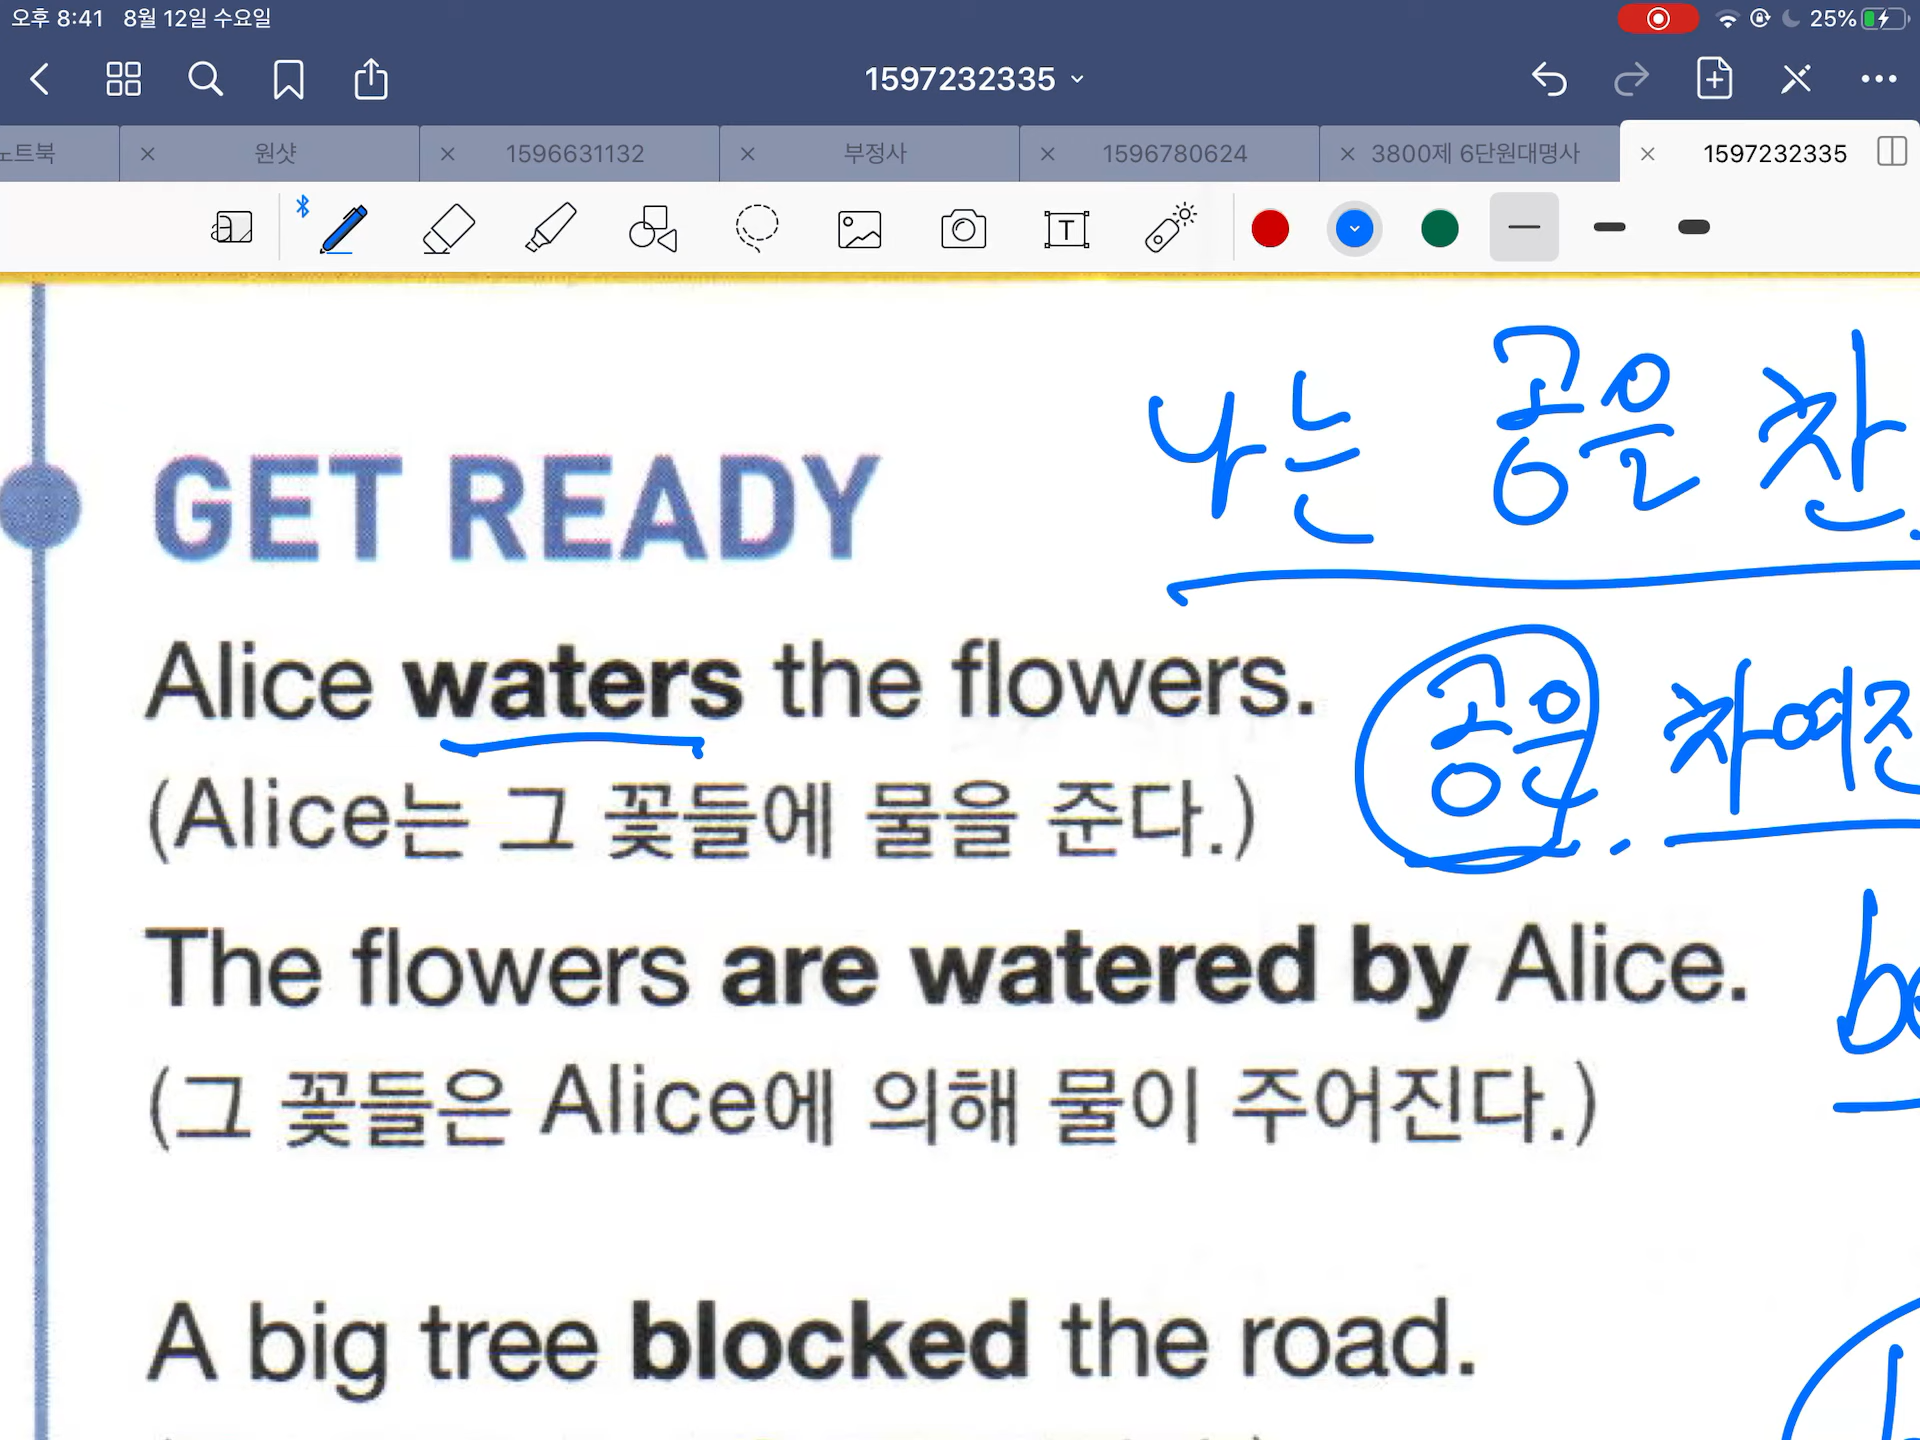 오후 8:41 8월 12일 수요일
25%
1597232335
노트북
원샷
1596631132
부정사
1596780624
3800제 6단원대명사
1597232335
T
나는 공을 찬
GET READY
Alice waters the flowers.
공은 차여진
(Alice는 그 꽃들에 물을 준다.)
The flowers are watered by Alice.
be
(그 꽃들은 Alice에 의해 물이 주어진다.)
A big tree blocked the road.